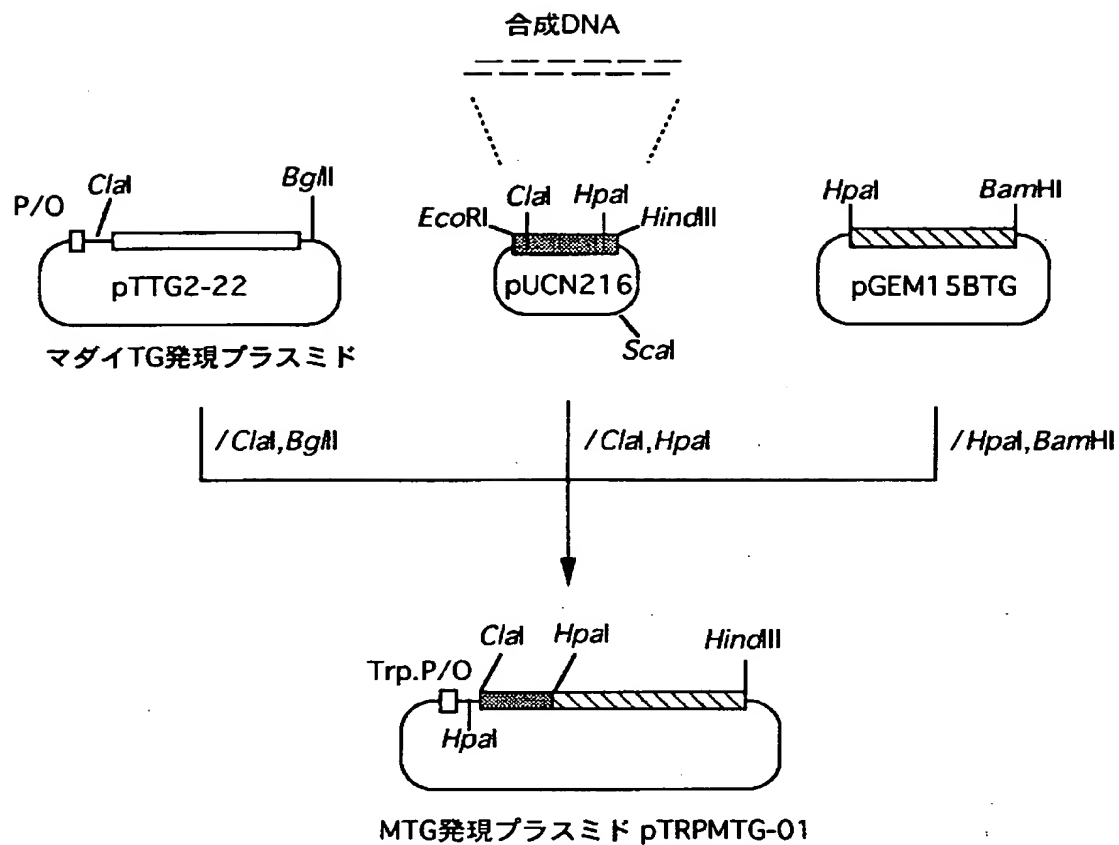 合成DNA
P/O
ClaI
BglII
EcoRI
ClaI
HpaI
HindIII
HpaI
BamHI
pTTG2-22
pUCN216
pGEM15BTG
ScaI
マダイTG発現プラスミド
/ClaI,BglII
/ClaI,HpaI
/HpaI,BamHI
ClaI
HpaI
HindIII
Trp.P/O
HpaI
MTG発現プラスミド pTRPMTG-01